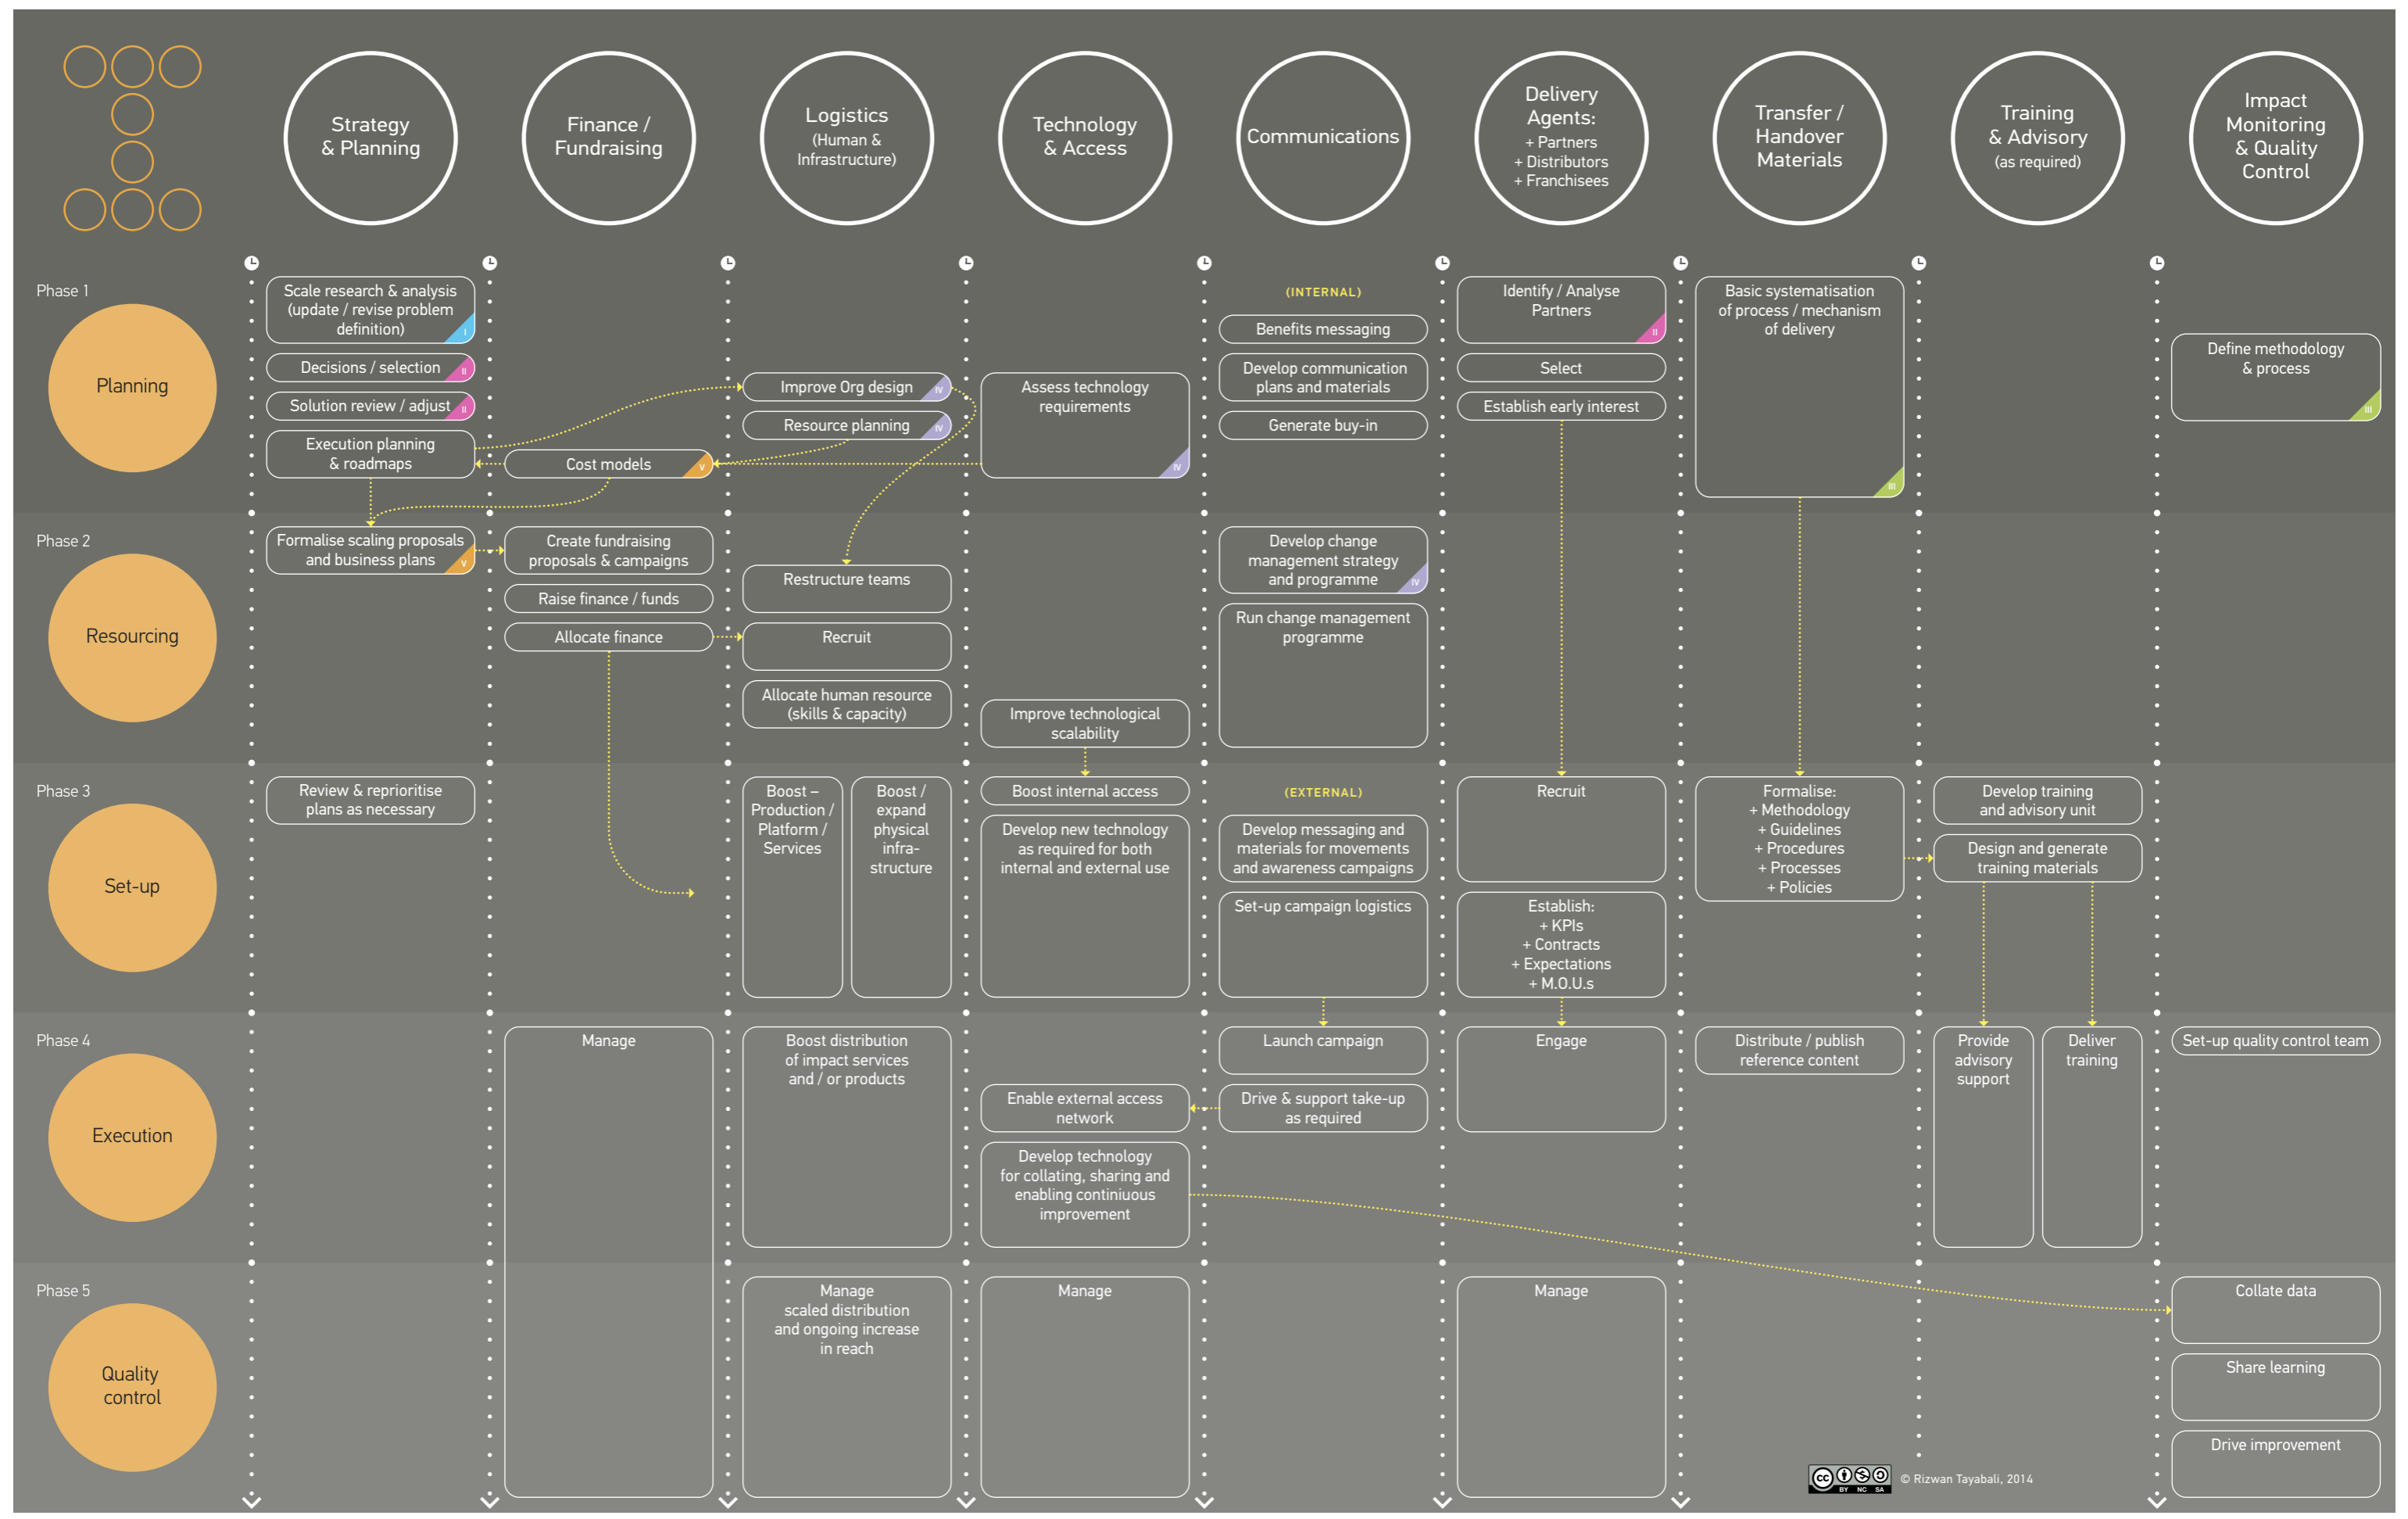 Strategy
& Planning
Finance /
Fundraising
Logistics
(Human &
Infrastructure)
Technology
& Access
Communications
Delivery
Agents:
+ Partners
+ Distributors
+ Franchisees
Transfer /
Handover
Materials
Training
& Advisory
(as required)
Impact
Monitoring
& Quality
Control
Phase 1
Planning
Scale research & analysis
(update / revise problem
definition)
I
Decisions / selection
II
Solution review / adjust
II
Execution planning
& roadmaps
Cost models
V
Improve Org design
IV
Resource planning
IV
Assess technology
requirements
IV
(INTERNAL)
Benefits messaging
Develop communication
plans and materials
Generate buy-in
Identify / Analyse
Partners
II
Select
Establish early interest
Basic systematisation
of process / mechanism
of delivery
III
Define methodology
& process
III
Phase 2
Resourcing
Formalise scaling proposals
and business plans
V
Create fundraising
proposals & campaigns
Raise finance / funds
Allocate finance
Restructure teams
Recruit
Allocate human resource
(skills & capacity)
Improve technological
scalability
Develop change
management strategy
and programme
IV
Run change management
programme
Phase 3
Set-up
Review & reprioritise
plans as necessary
Boost –
Production /
Platform /
Services
Boost /
expand
physical
infra-
structure
Boost internal access
Develop new technology
as required for both
internal and external use
(EXTERNAL)
Develop messaging and
materials for movements
and awareness campaigns
Set-up campaign logistics
Recruit
Establish:
+ KPIs
+ Contracts
+ Expectations
+ M.O.U.s
Formalise:
+ Methodology
+ Guidelines
+ Procedures
+ Processes
+ Policies
Develop training
and advisory unit
Design and generate
training materials
Phase 4
Execution
Manage
Boost distribution
of impact services
and / or products
Enable external access
network
Develop technology
for collating, sharing and
enabling continiuous
improvement
Launch campaign
Drive & support take-up
as required
Engage
Distribute / publish
reference content
Provide
advisory
support
Deliver
training
Set-up quality control team
Phase 5
Quality
control
Manage
scaled distribution
and ongoing increase
in reach
Manage
Manage
Collate data
Share learning
Drive improvement
cc
BY NC SA
© Rizwan Tayabali, 2014